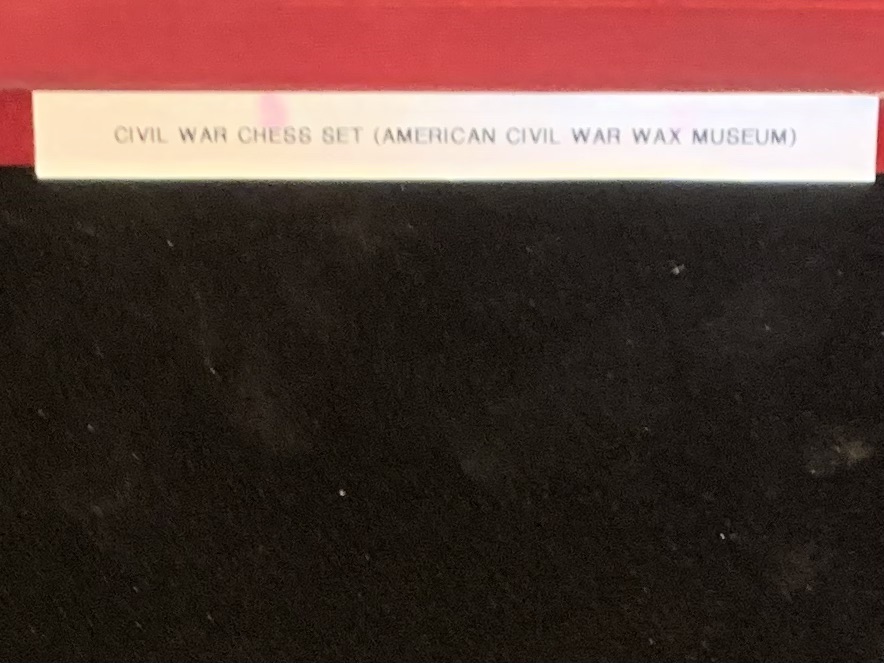 CIVIL WAR CHESS SET (AMERICAN CIVIL WAR WAX MUSEUM)